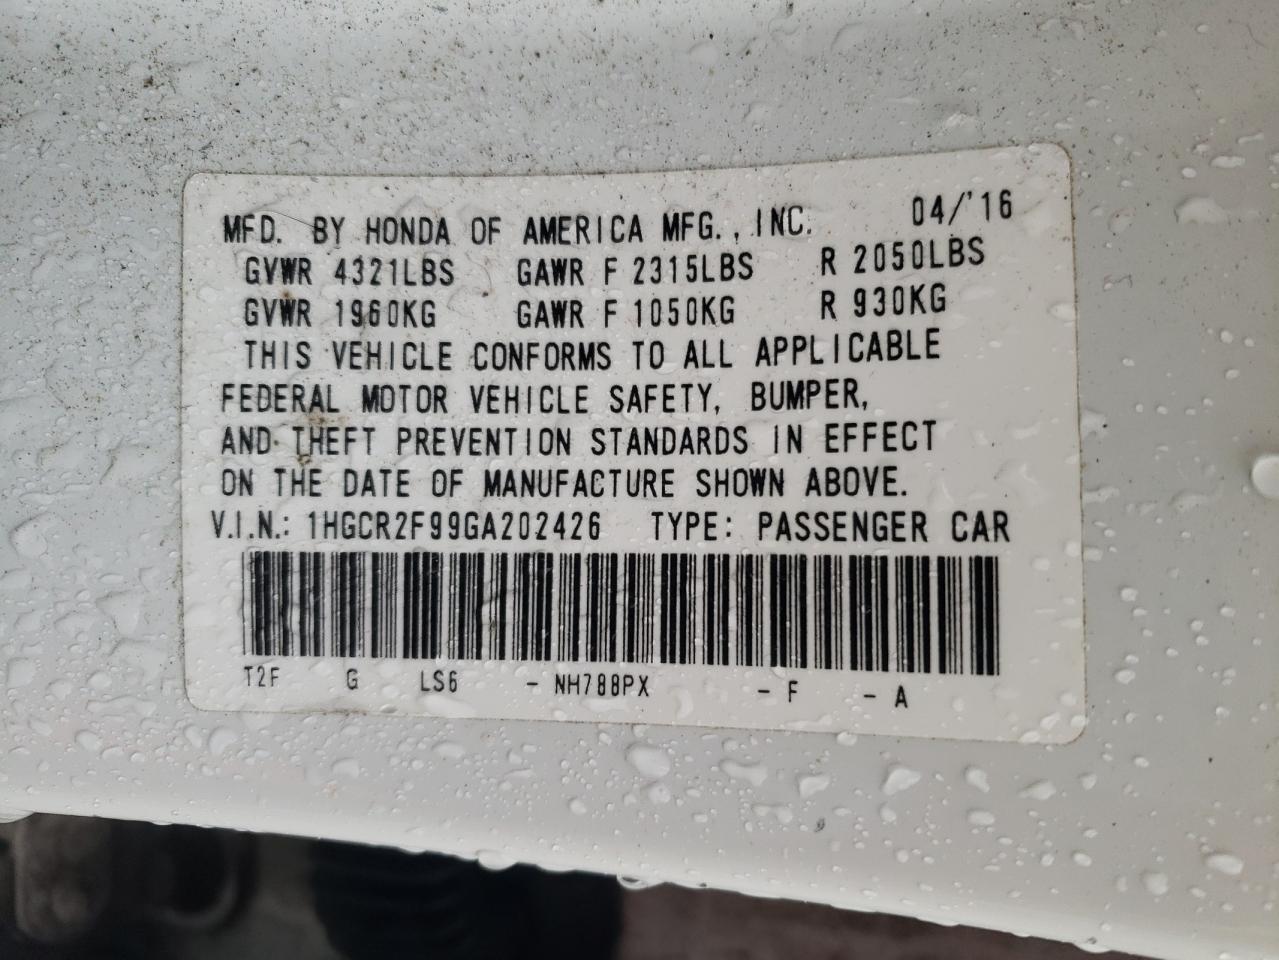 MFD. BY HONDA OF AMERICA MFG., INC. 04/'16
GVWR 4321LBS GAWR F 2315LBS R 2050LBS
GVWR 1960KG GAWR F 1050KG R 930KG
THIS VEHICLE CONFORMS TO ALL APPLICABLE
FEDERAL MOTOR VEHICLE SAFETY, BUMPER,
AND THEFT PREVENTION STANDARDS IN EFFECT
ON THE DATE OF MANUFACTURE SHOWN ABOVE.
V.I.N.: 1HGCR2F99GA202426 TYPE: PASSENGER CAR
T2F G LS6 - NH788PX - F - A